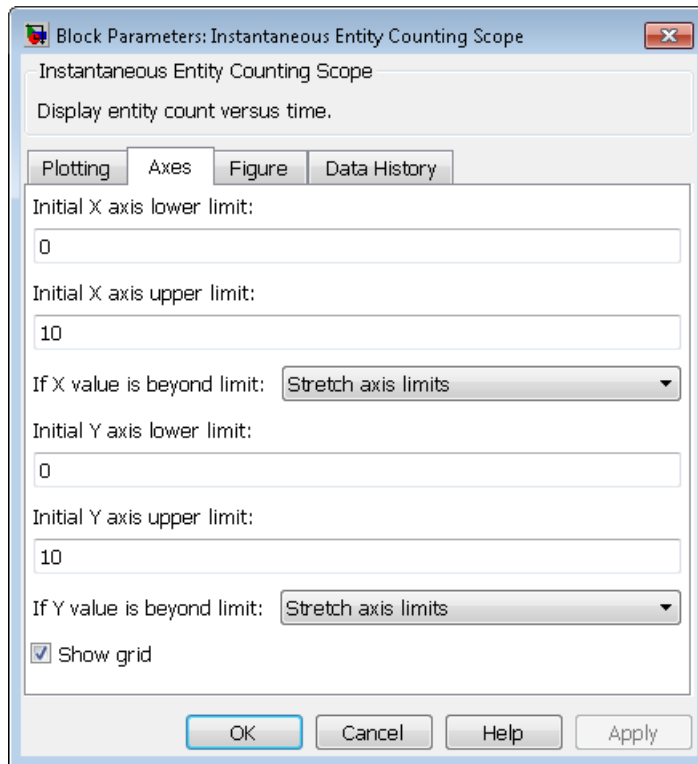 Block Parameters: Instantaneous Entity Counting Scope
Instantaneous Entity Counting Scope
Display entity count versus time.
Plotting Axes Figure Data History
Initial X axis lower limit:
0
Initial X axis upper limit:
10
If X value is beyond limit: Stretch axis limits
Initial Y axis lower limit:
0
Initial Y axis upper limit:
10
If Y value is beyond limit: Stretch axis limits
Show grid
OK Cancel Help Apply